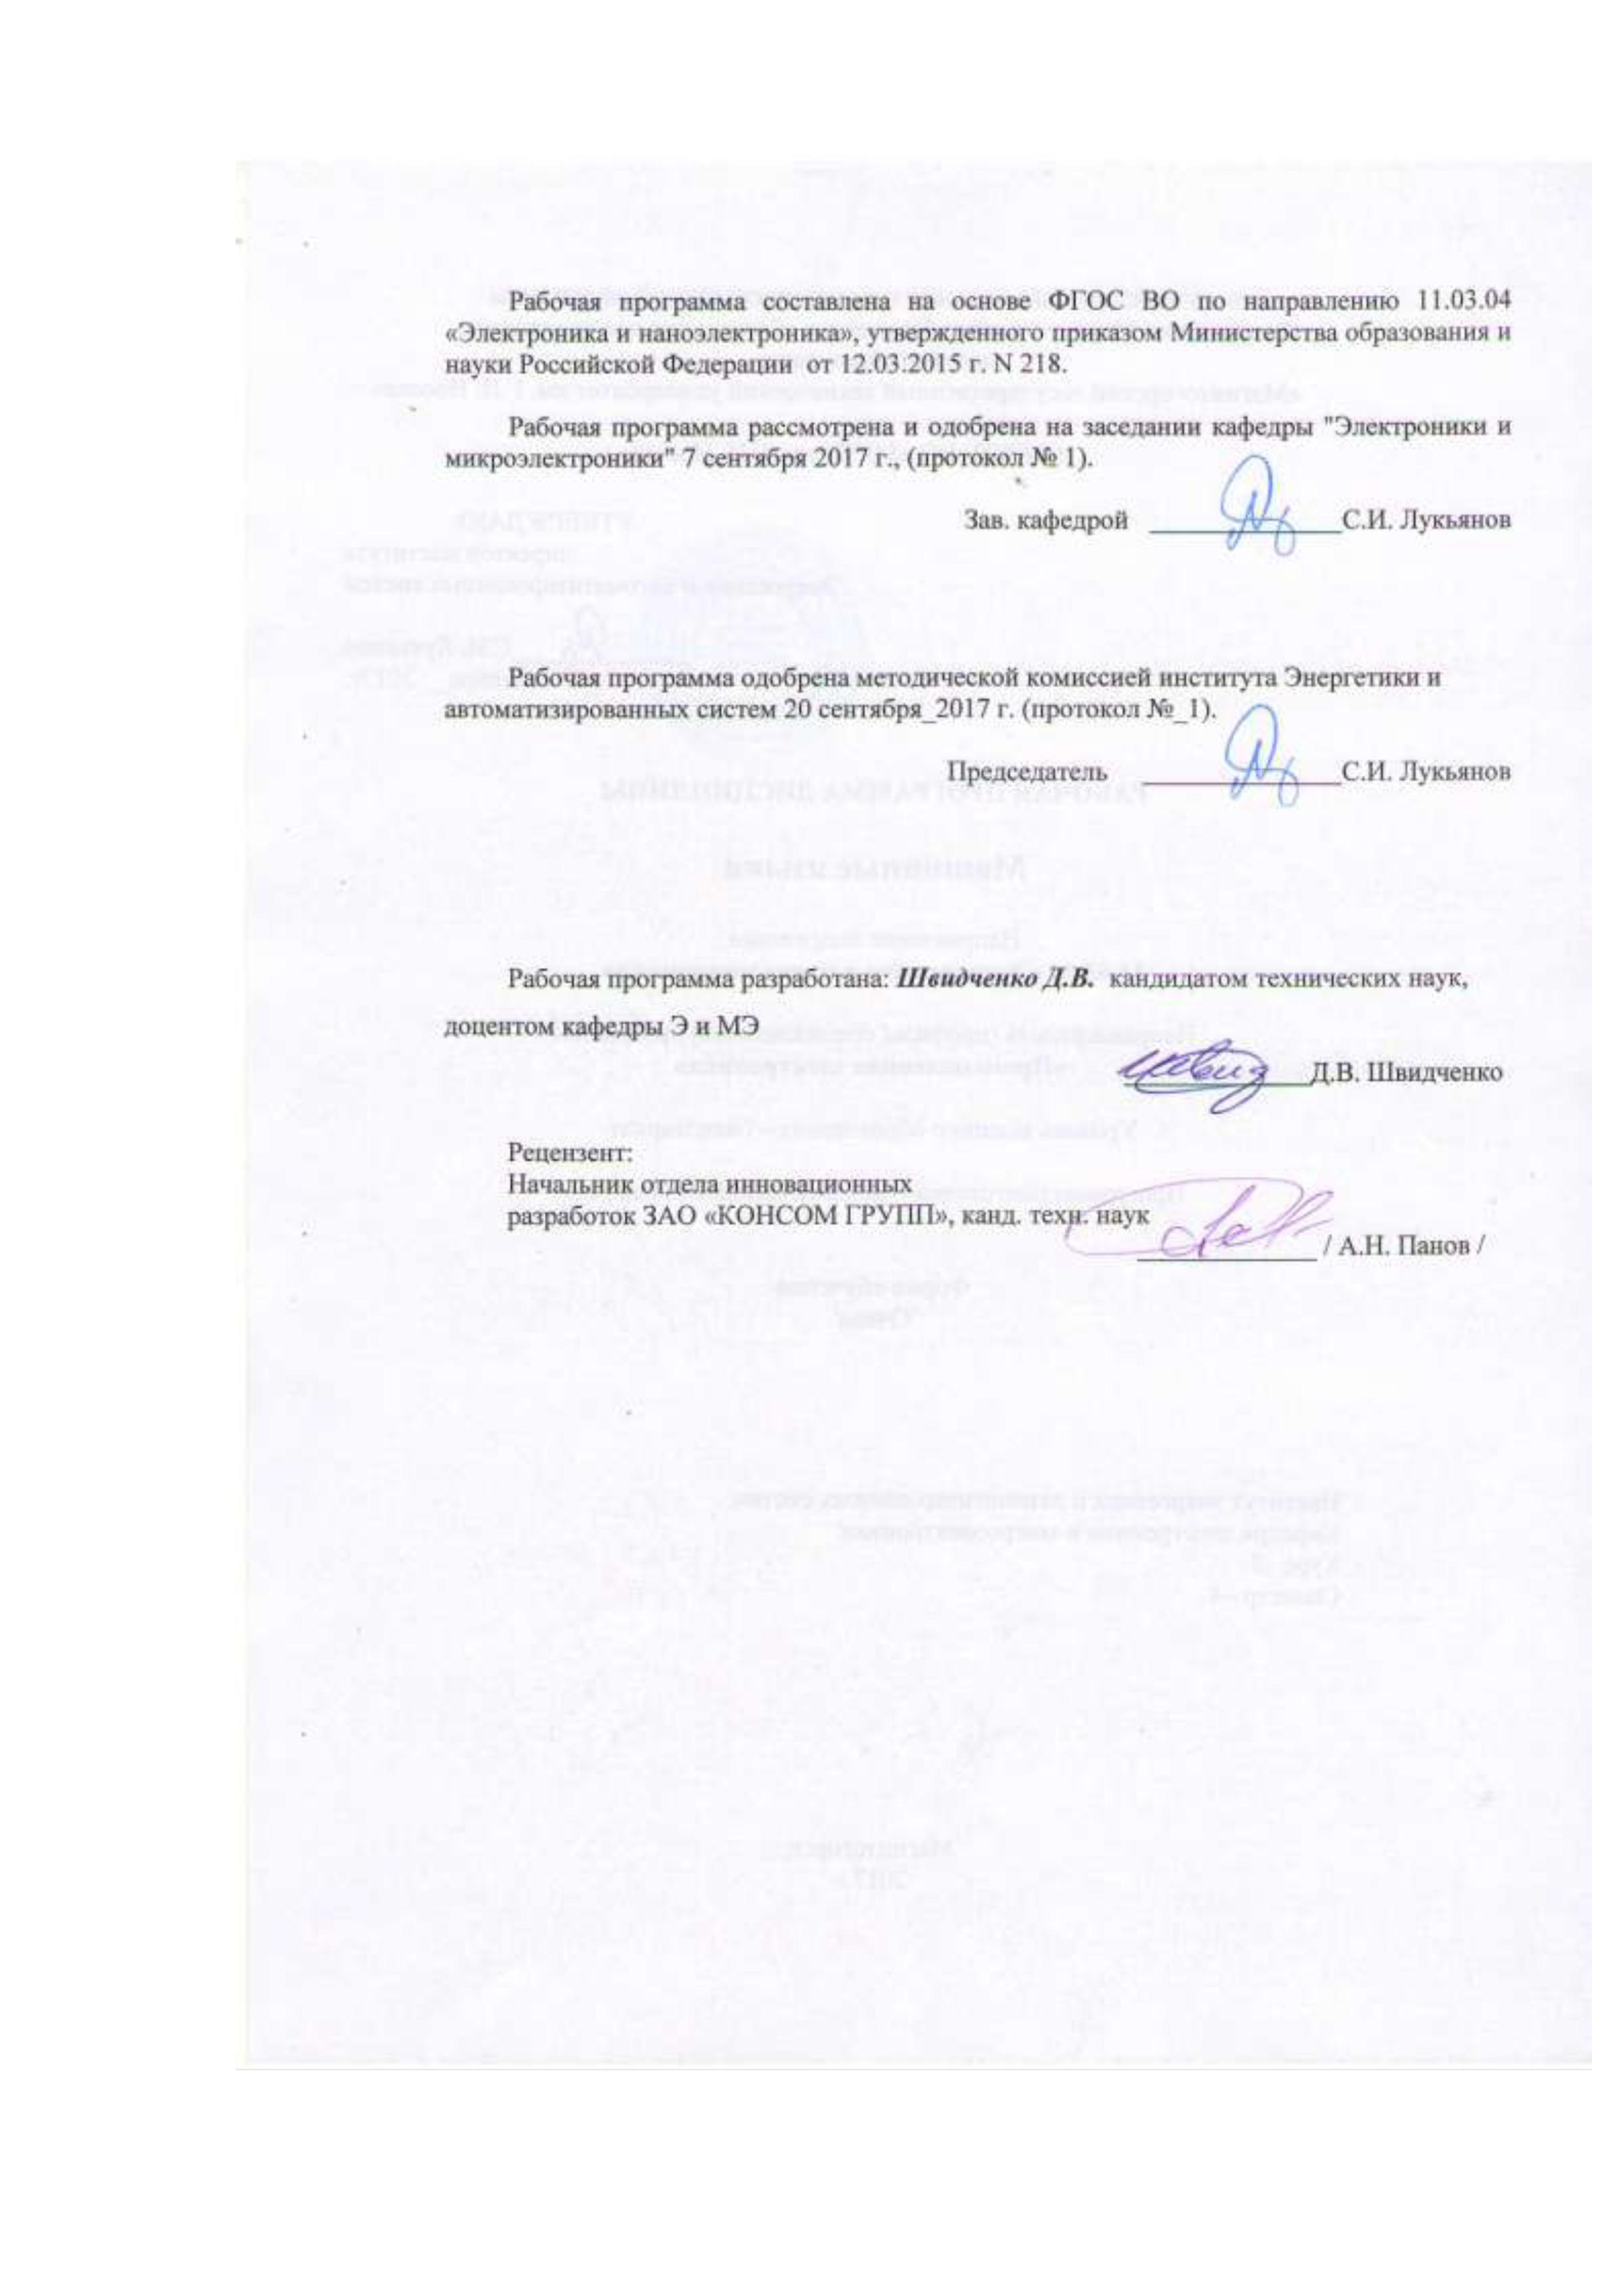 Рабочая программа составлена на основе ФГОС ВО по направлению 11.03.04
«Электроника и наноэлектроника», утвержденного приказом Министерства образования и
науки Российской Федерации от 12.03.2015 г. N 218.
Рабочая программа рассмотрена и одобрена на заседании кафедры "Электроники и
микроэлектроники" 7 сентября 2017 г., (протокол № 1).
Зав. кафедрой ______________С.И. Лукьянов
Рабочая программа одобрена методической комиссией института Энергетики и
автоматизированных систем 20 сентября_2017 г. (протокол №_1).
Председатель ______________С.И. Лукьянов
Рабочая программа разработана: Швидченко Д.В. кандидатом технических наук,
доцентом кафедры Э и МЭ
______________Д.В. Швидченко
Рецензент:
Начальник отдела инновационных
разработок ЗАО «КОНСОМ ГРУПП», канд. техн. наук
______________ / А.Н. Панов /